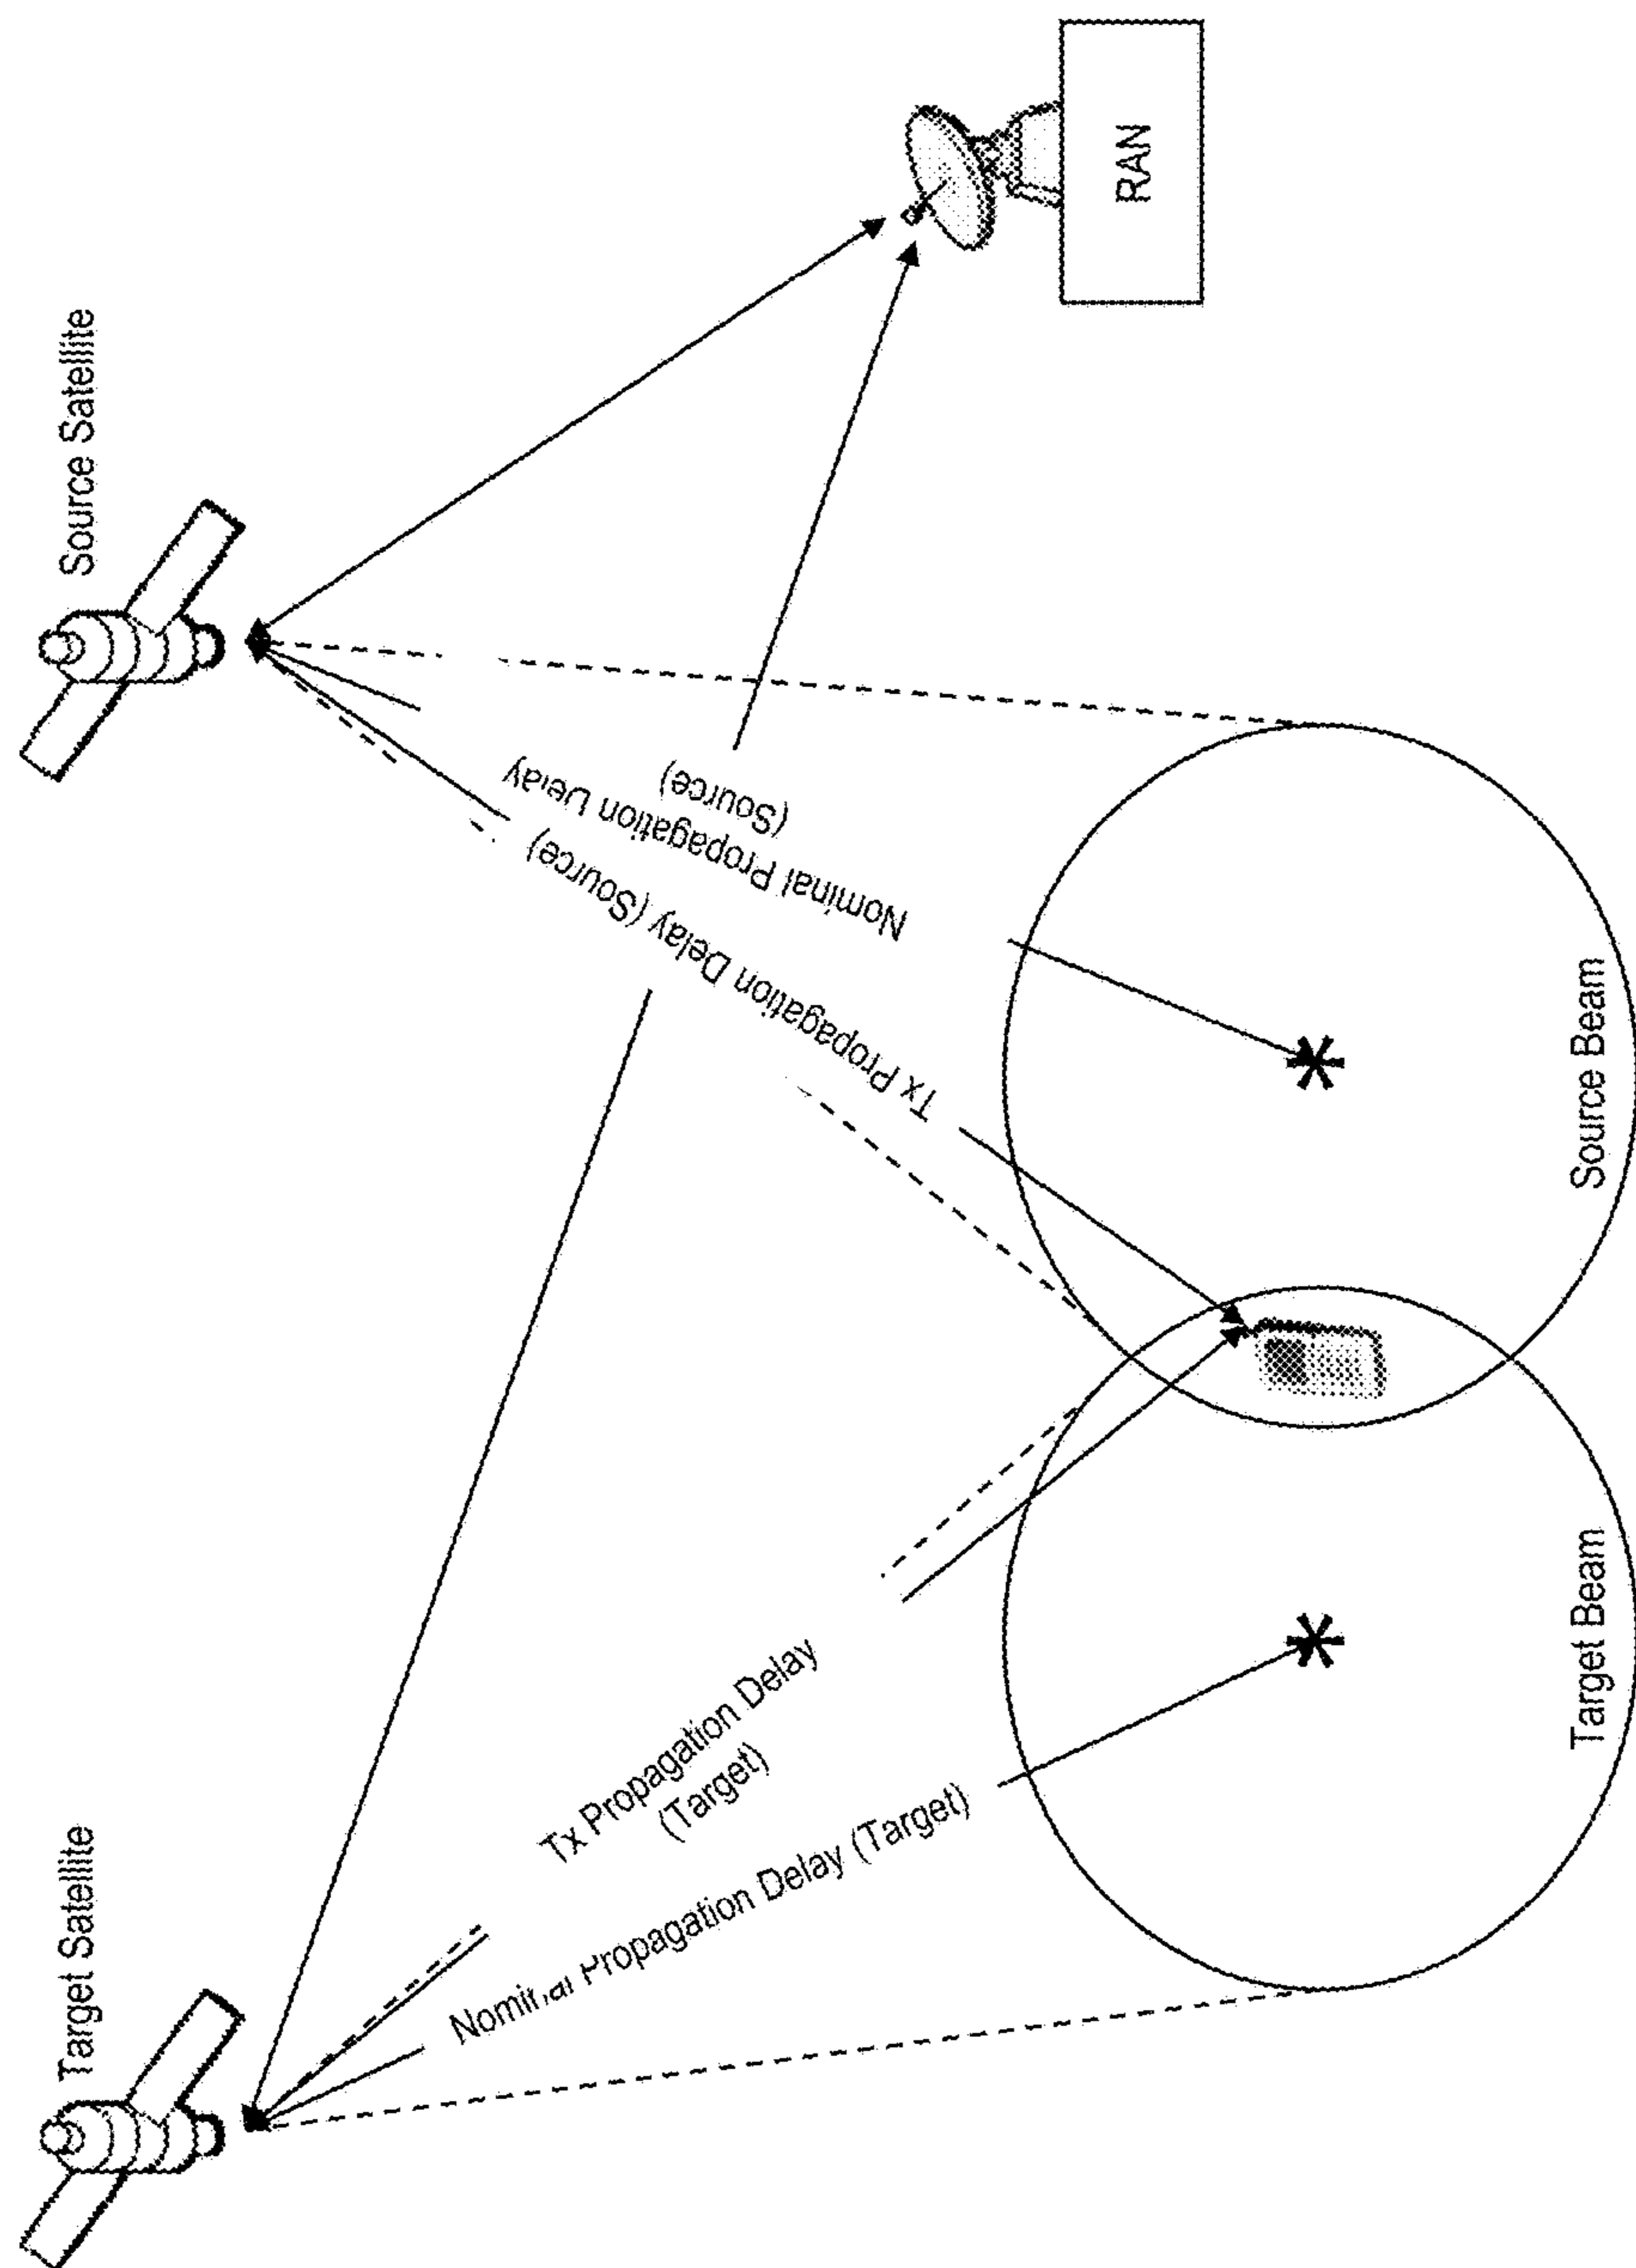 Target Satellite
Source Satellite
Tx Propagation Delay
(Target)
Nominal Propagation Delay (Target)
Nominal Propagation Delay
(Source)
Tx Propagation Delay (Source)
RAN
Target Beam
Source Beam